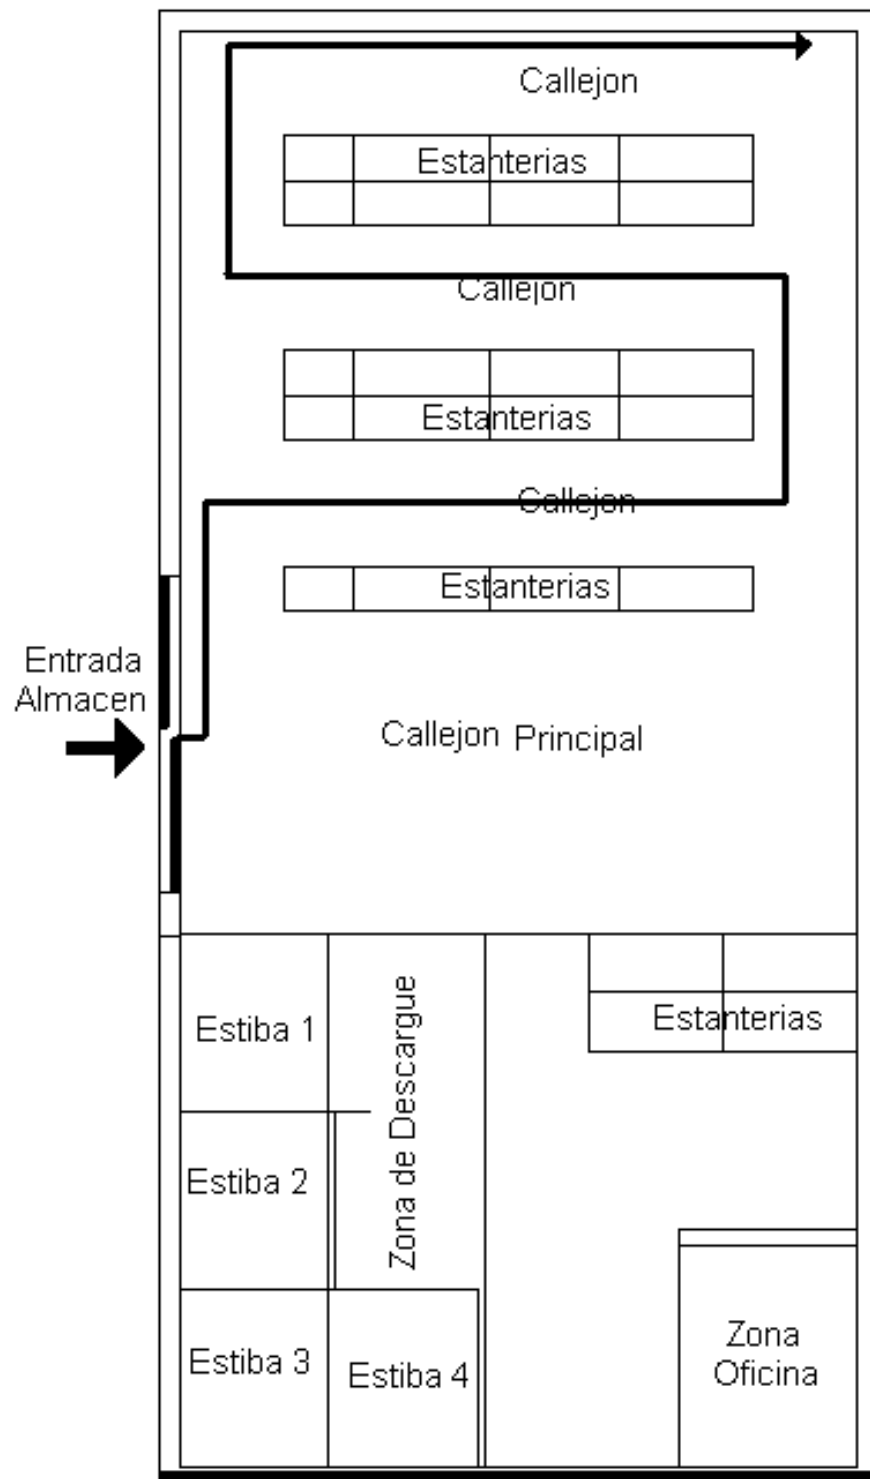 Callejon
Estanterias
Callejon
Estanterias
Callejon
Estanterias
Entrada
Almacen
Callejon Principal
Estiba 1
Zona de Descargue
Estanterias
Estiba 2
Estiba 3
Estiba 4
Zona
Oficina